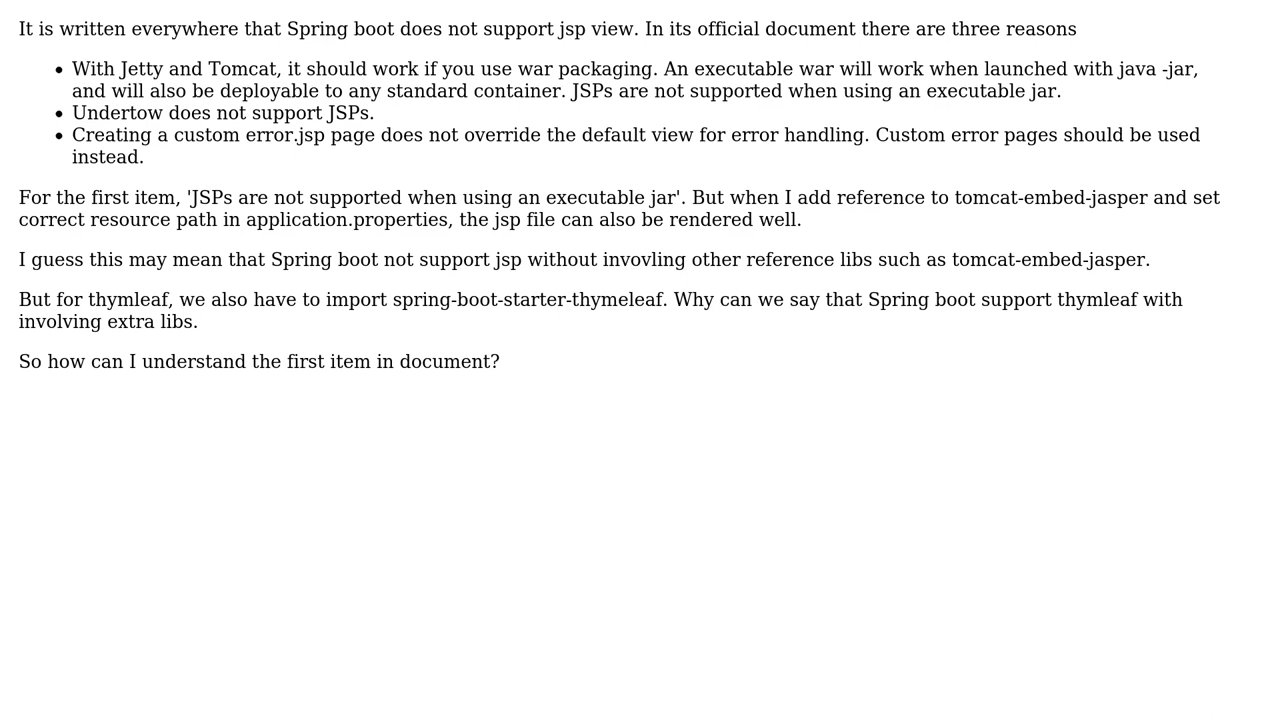 It is written everywhere that Spring boot does not support jsp view. In its official document there are three reasons
• With Jetty and Tomcat, it should work if you use war packaging. An executable war will work when launched with java -jar,
and will also be deployable to any standard container. JSPs are not supported when using an executable jar.
• Undertow does not support JSPs.
• Creating a custom error.jsp page does not override the default view for error handling. Custom error pages should be used
instead.
For the first item, 'JSPs are not supported when using an executable jar'. But when I add reference to tomcat-embed-jasper and set
correct resource path in application.properties, the jsp file can also be rendered well.
I guess this may mean that Spring boot not support jsp without invovling other reference libs such as tomcat-embed-jasper.
But for thymleaf, we also have to import spring-boot-starter-thymeleaf. Why can we say that Spring boot support thymleaf with
involving extra libs.
So how can I understand the first item in document?